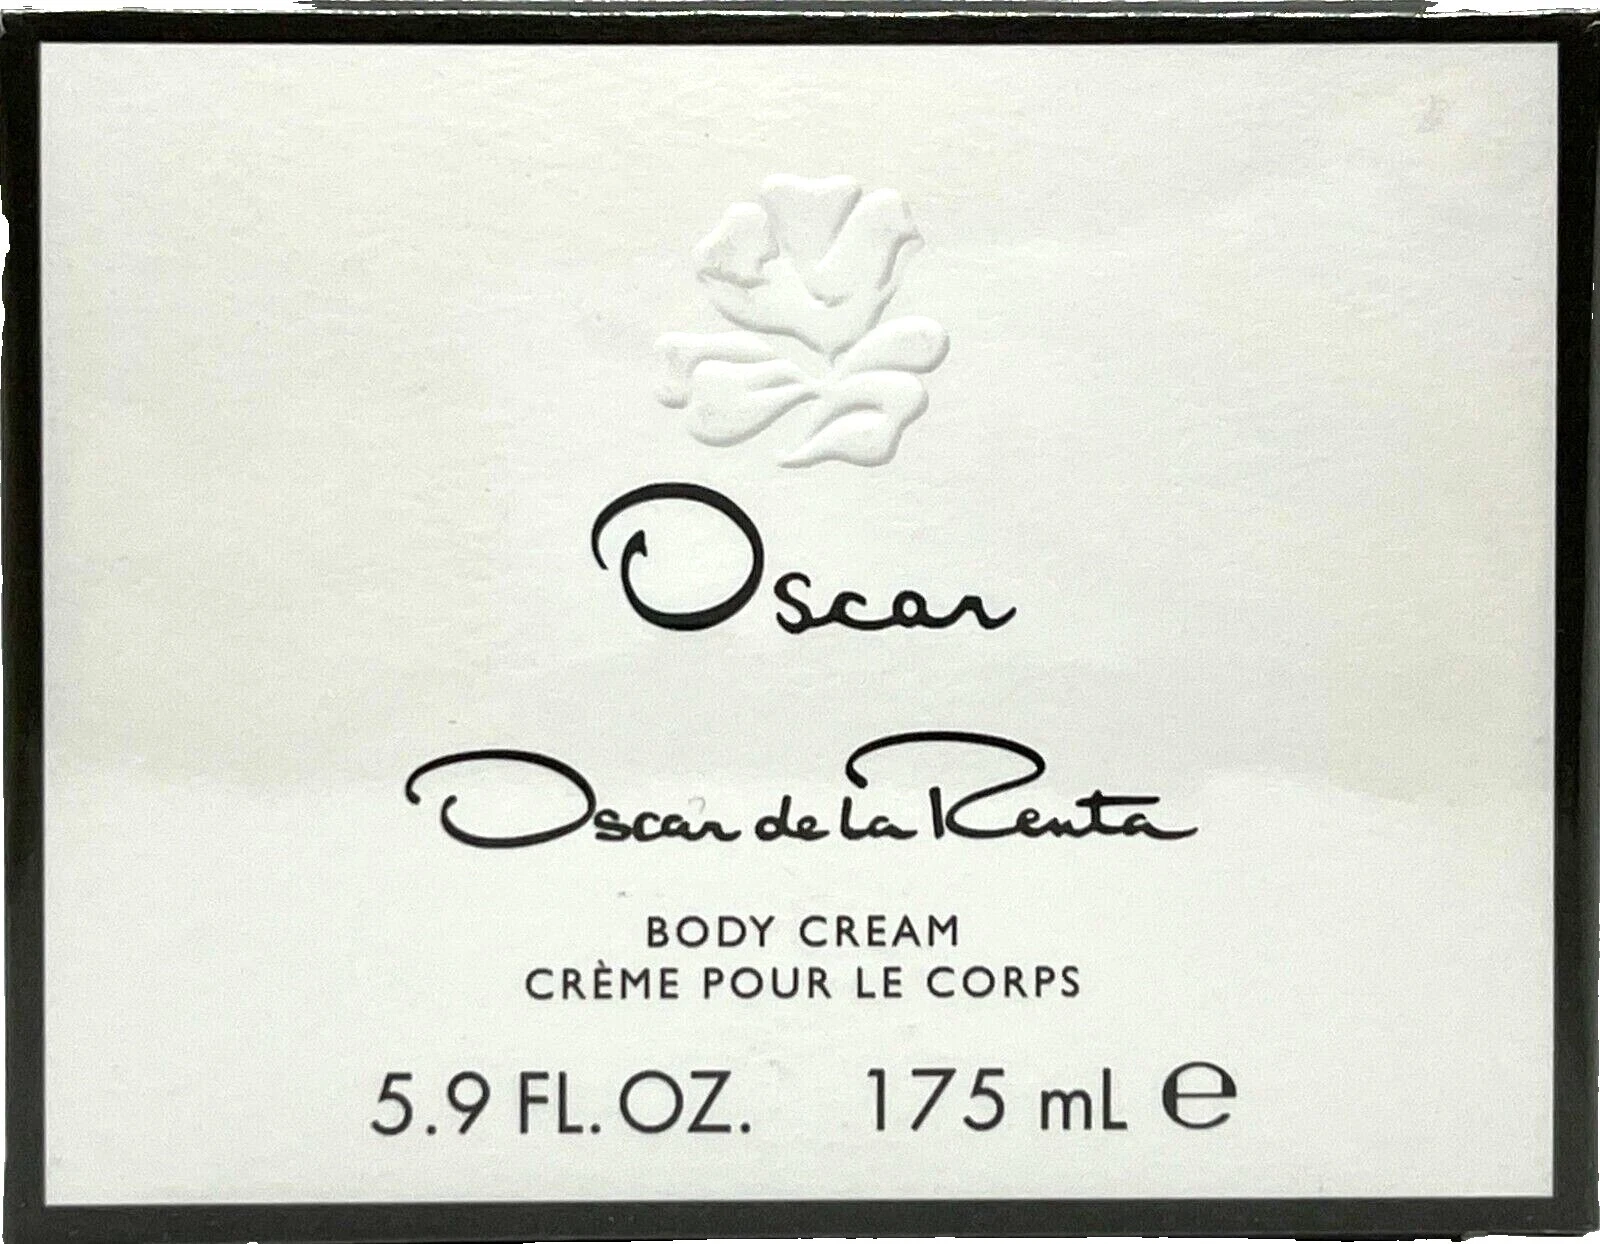 Oscar
Oscar de la Renta
BODY CREAM
CRÈME POUR LE CORPS
5.9 FL. OZ. 175 mL ℮